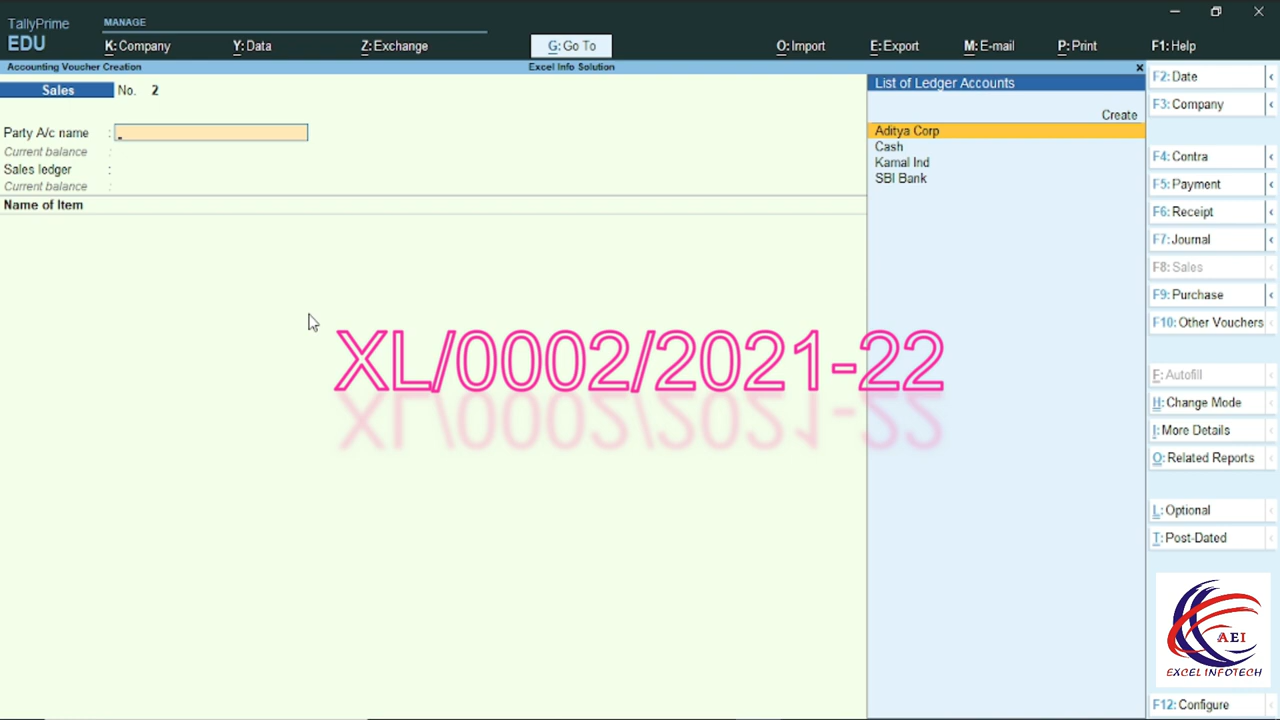 TallyPrime
EDU
MANAGE
K: Company
Y: Data
Z: Exchange
G: Go To
O: Import
E: Export
M: E-mail
P: Print
F1: Help
Accounting Voucher Creation
Excel Info Solution
Sales No. 2
Party A/c name :
Current balance :
Sales ledger :
Current balance :
Name of Item
List of Ledger Accounts
Create
Aditya Corp
Cash
Kamal Ind
SBI Bank
XL/0002/2021-22
F2: Date
F3: Company
F4: Contra
F5: Payment
F6: Receipt
F7: Journal
F8: Sales
F9: Purchase
F10: Other Vouchers
F: Autofill
H: Change Mode
I: More Details
O: Related Reports
L: Optional
T: Post-Dated
AEI
EXCEL INFOTECH
F12: Configure